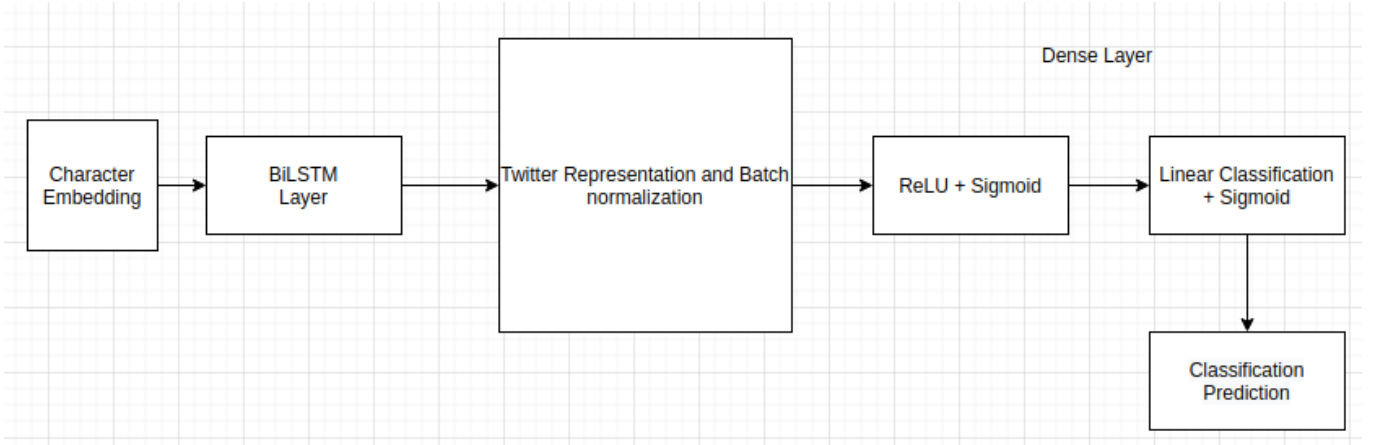 Dense Layer
Character
Embedding
BiLSTM
Layer
Twitter Representation and Batch
normalization
ReLU + Sigmoid
Linear Classification
+ Sigmoid
Classification
Prediction